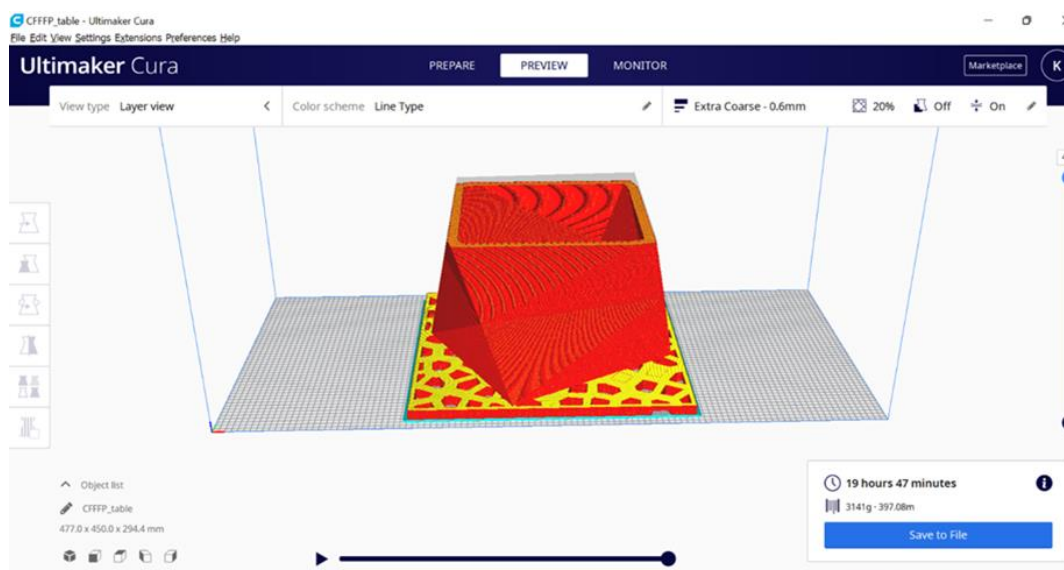 CFFFP_table - Ultimaker Cura
File Edit View Settings Extensions Preferences Help
Ultimaker Cura
PREPARE PREVIEW MONITOR
Marketplace K
View type Layer view
Color scheme Line Type
Extra Coarse - 0.6mm 20% Off On
Object list
CFFFP_table
477.0 x 450.0 x 294.4 mm
19 hours 47 minutes
3141g · 397.08m
Save to File